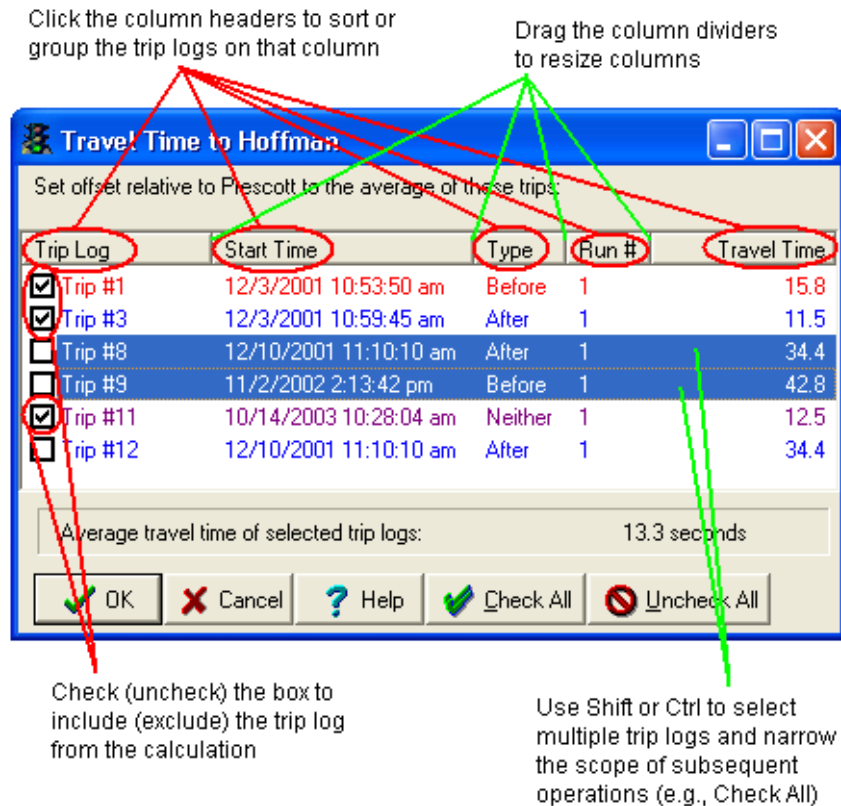 Click the column headers to sort or
group the trip logs on that column
Drag the column dividers
to resize columns
Travel Time to Hoffman
Set offset relative to Prescott to the average of these trips:
Trip Log Start Time Type Run # Travel Time
Trip #1 12/3/2001 10:53:50 am Before 1 15.8
Trip #3 12/3/2001 10:59:45 am After 1 11.5
Trip #8 12/10/2001 11:10:10 am After 1 34.4
Trip #9 11/2/2002 2:13:42 pm Before 1 42.8
Trip #11 10/14/2003 10:28:04 am Neither 1 12.5
Trip #12 12/10/2001 11:10:10 am After 1 34.4
Average travel time of selected trip logs: 13.3 seconds
OK Cancel Help Check All Uncheck All
Check (uncheck) the box to
include (exclude) the trip log
from the calculation
Use Shift or Ctrl to select
multiple trip logs and narrow
the scope of subsequent
operations (e.g., Check All)